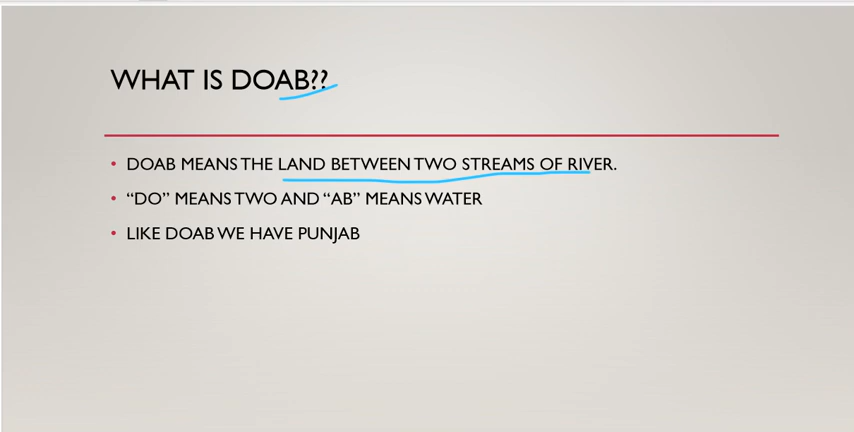 WHAT IS DOAB??
• DOAB MEANS THE LAND BETWEEN TWO STREAMS OF RIVER.
• “DO” MEANS TWO AND “AB” MEANS WATER
• LIKE DOAB WE HAVE PUNJAB